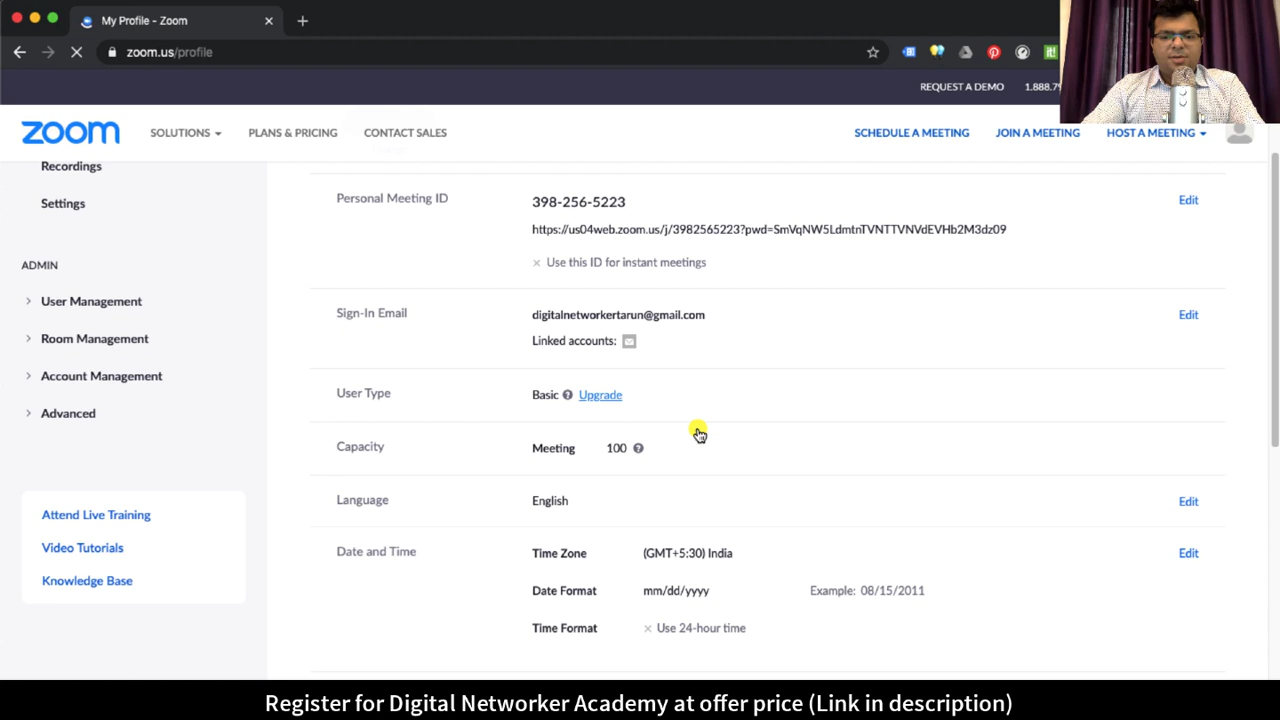 My Profile - Zoom
zoom.us/profile
REQUEST A DEMO
zoom
SOLUTIONS
PLANS & PRICING
CONTACT SALES
SCHEDULE A MEETING
JOIN A MEETING
HOST A MEETING
Recordings
Settings
ADMIN
User Management
Room Management
Account Management
Advanced
Attend Live Training
Video Tutorials
Knowledge Base
Personal Meeting ID
398-256-5223
Edit
https://us04web.zoom.us/j/3982565223?pwd=SmVqNW5LdmtnTVNTTVNVdEVHb2M3dz09
Use this ID for instant meetings
Sign-In Email
digitalnetworkertarun@gmail.com
Edit
Linked accounts:
User Type
Basic Upgrade
Capacity
Meeting 100
Language
English
Edit
Date and Time
Time Zone (GMT+5:30) India
Edit
Date Format mm/dd/yyyy Example: 08/15/2011
Time Format Use 24-hour time
Register for Digital Networker Academy at offer price (Link in description)